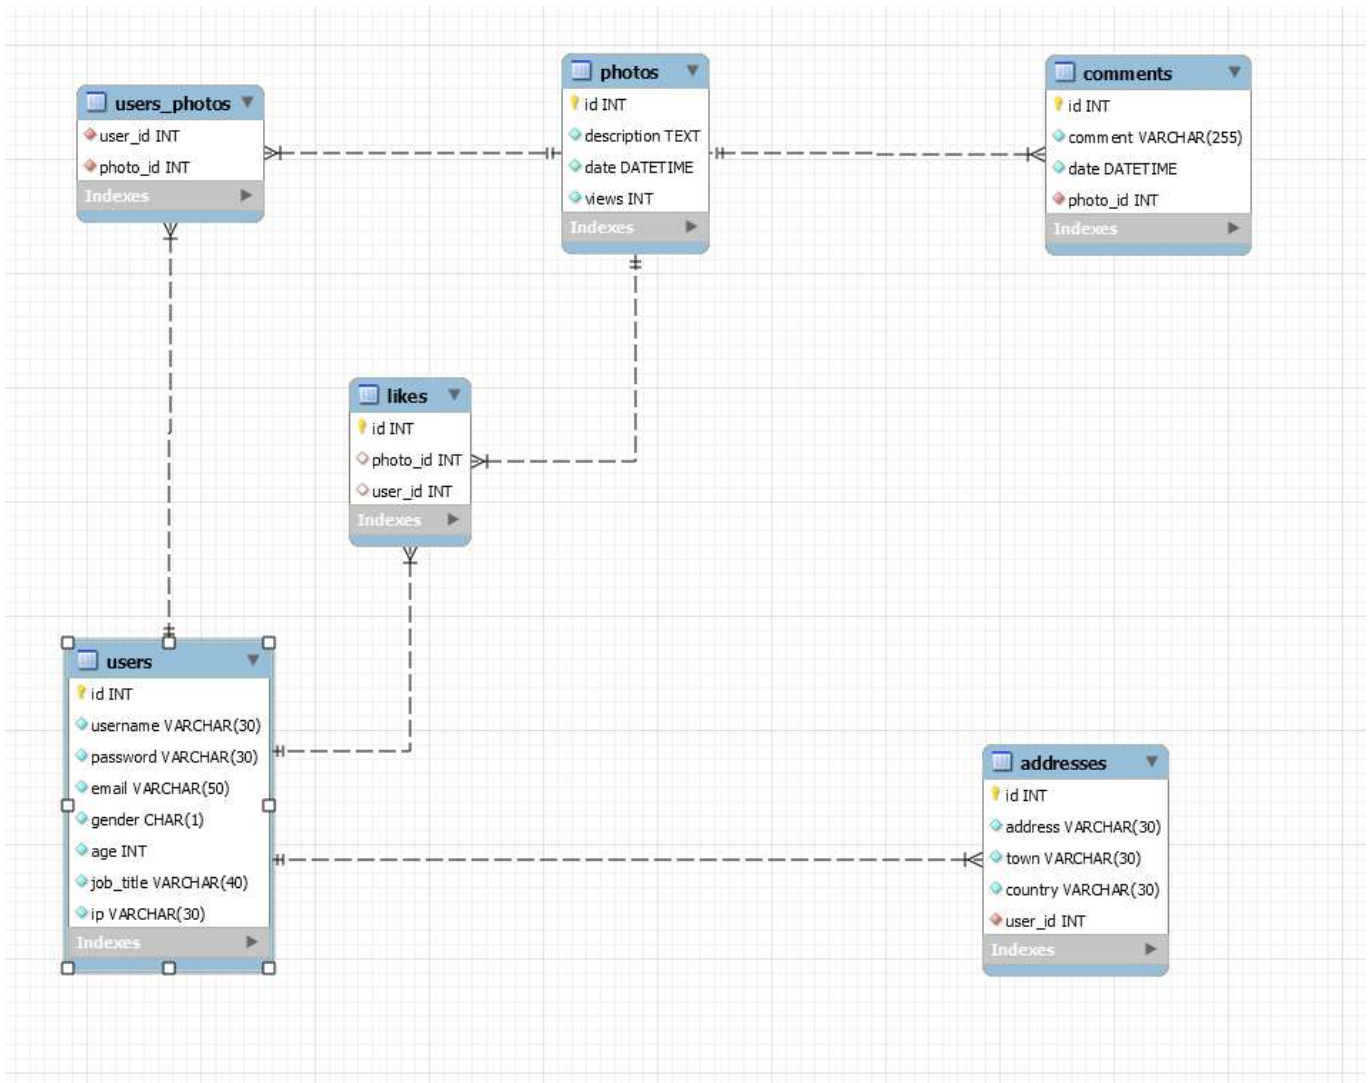 users_photos
user_id INT
photo_id INT
Indexes
photos
id INT
description TEXT
date DATETIME
views INT
Indexes
comments
id INT
comment VARCHAR(255)
date DATETIME
photo_id INT
Indexes
likes
id INT
photo_id INT
user_id INT
Indexes
users
id INT
username VARCHAR(30)
password VARCHAR(30)
email VARCHAR(50)
gender CHAR(1)
age INT
job_title VARCHAR(40)
ip VARCHAR(30)
Indexes
addresses
id INT
address VARCHAR(30)
town VARCHAR(30)
country VARCHAR(30)
user_id INT
Indexes